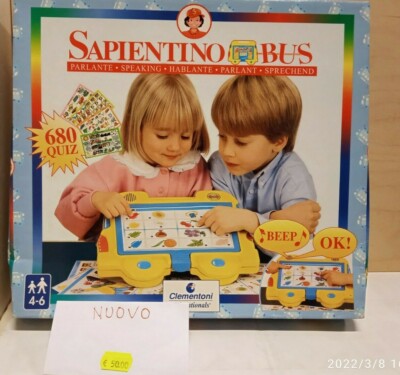 SAPIENTINO BUS
PARLANTE • SPEAKING • HABLANTE • PARLANT • SPRECHEND
680
QUIZ
BEEP
OK!
4-6
Clementoni
NUOVO
€ 50,00
2022/3/8 1